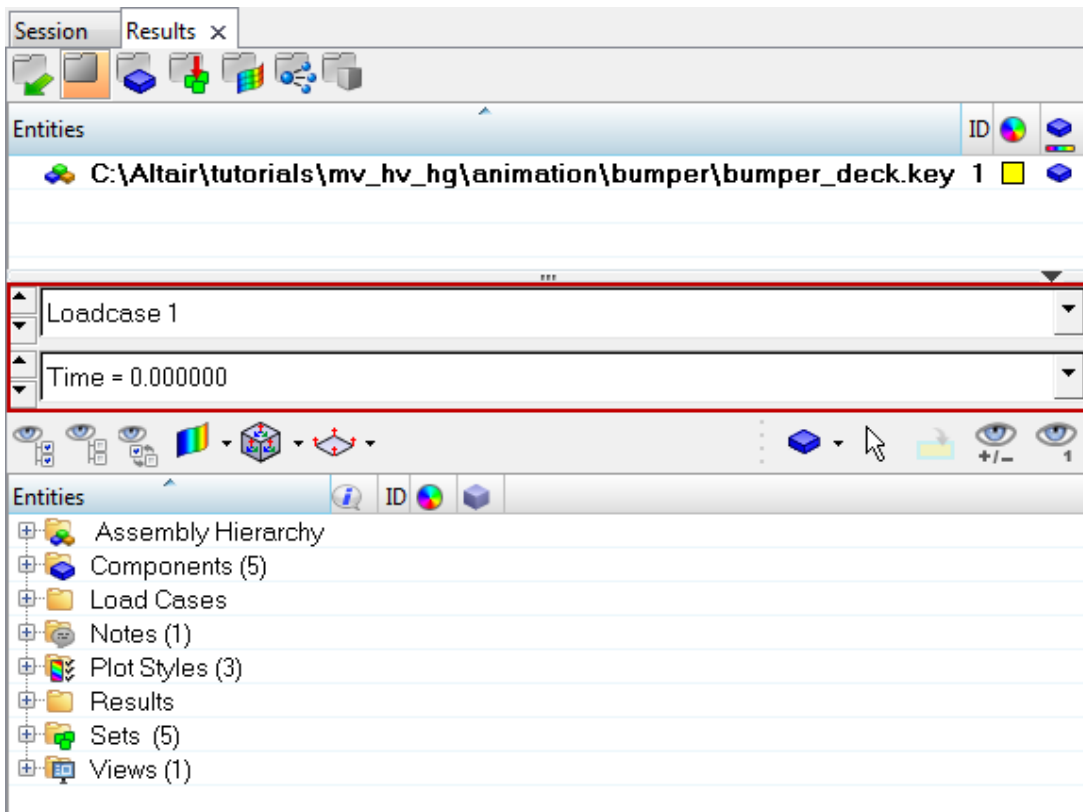 Session Results
Entities ID
C:\Altair\tutorials\mv_hv_hg\animation\bumper\bumper_deck.key 1
Loadcase 1
Time = 0.000000
+/- 1
Entities ID
Assembly Hierarchy
Components (5)
Load Cases
Notes (1)
Plot Styles (3)
Results
Sets (5)
Views (1)